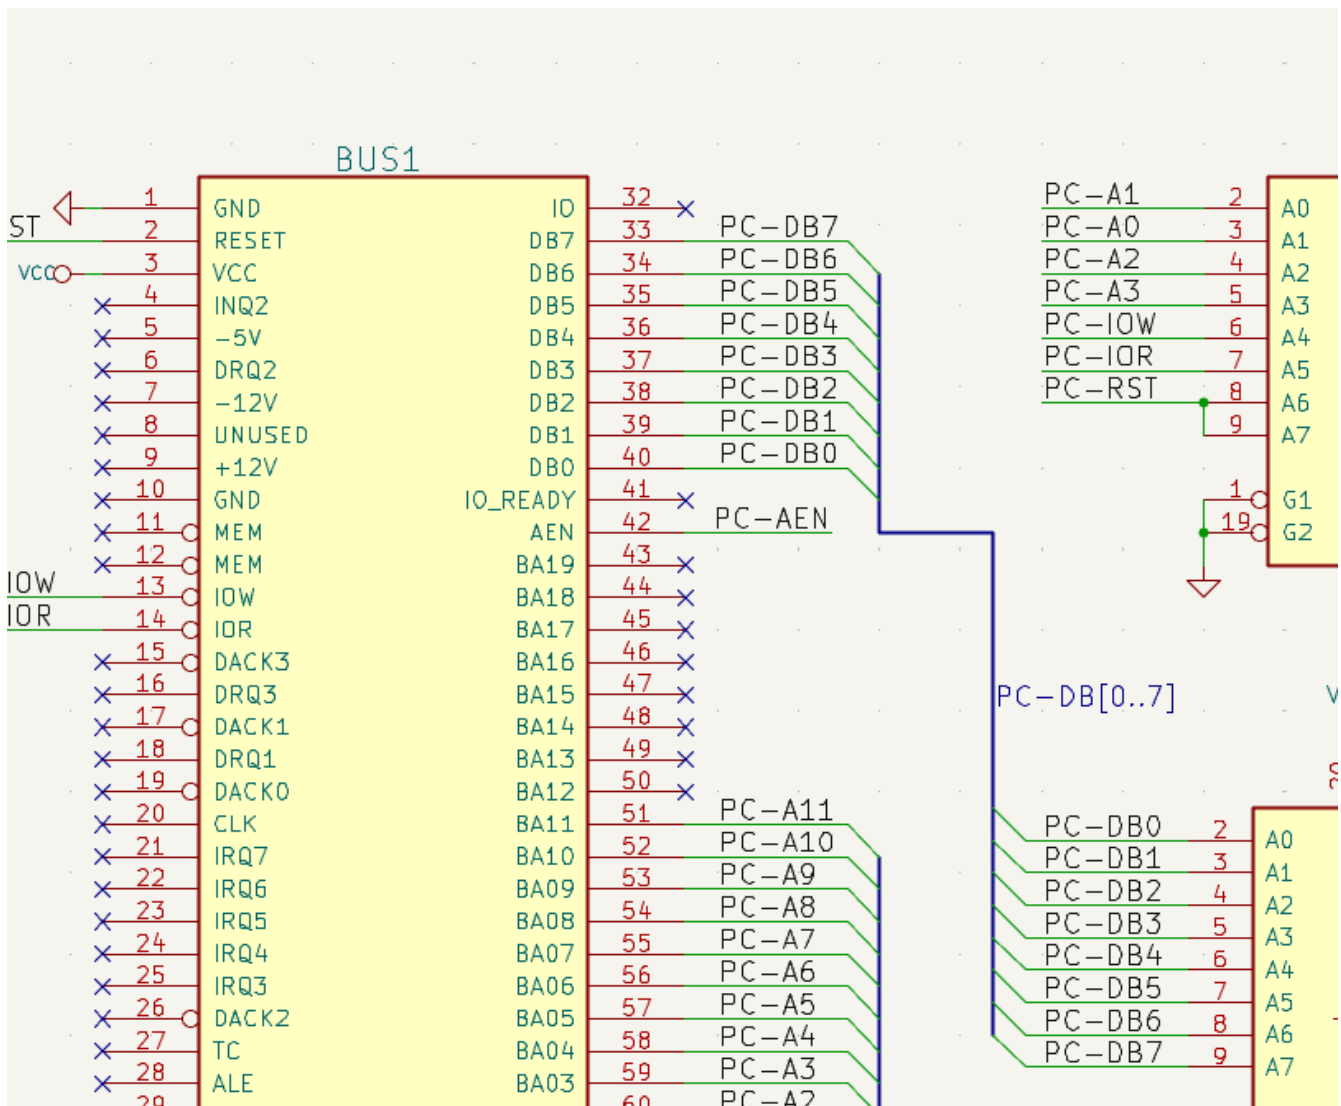 BUS1
1 GND IO 32
ST 2 RESET DB7 33 PC-DB7
VCC 3 VCC DB6 34 PC-DB6
4 INQ2 DB5 35 PC-DB5
5 -5V DB4 36 PC-DB4
6 DRQ2 DB3 37 PC-DB3
7 -12V DB2 38 PC-DB2
8 UNUSED DB1 39 PC-DB1
9 +12V DB0 40 PC-DB0
10 GND IO_READY 41
11 MEM AEN 42 PC-AEN
12 MEM BA19 43
IOW 13 IOW BA18 44
IOR 14 IOR BA17 45
15 DACK3 BA16 46
16 DRQ3 BA15 47
17 DACK1 BA14 48
18 DRQ1 BA13 49
19 DACK0 BA12 50
20 CLK BA11 51 PC-A11
21 IRQ7 BA10 52 PC-A10
22 IRQ6 BA09 53 PC-A9
23 IRQ5 BA08 54 PC-A8
24 IRQ4 BA07 55 PC-A7
25 IRQ3 BA06 56 PC-A6
26 DACK2 BA05 57 PC-A5
27 TC BA04 58 PC-A4
28 ALE BA03 59 PC-A3
29 60 PC-A2
PC-A1 2 A0
PC-A0 3 A1
PC-A2 4 A2
PC-A3 5 A3
PC-IOW 6 A4
PC-IOR 7 A5
PC-RST 8 A6
9 A7
1 G1
19 G2
PC-DB[0..7]
V
20
PC-DB0 2 A0
PC-DB1 3 A1
PC-DB2 4 A2
PC-DB3 5 A3
PC-DB4 6 A4
PC-DB5 7 A5
PC-DB6 8 A6
PC-DB7 9 A7